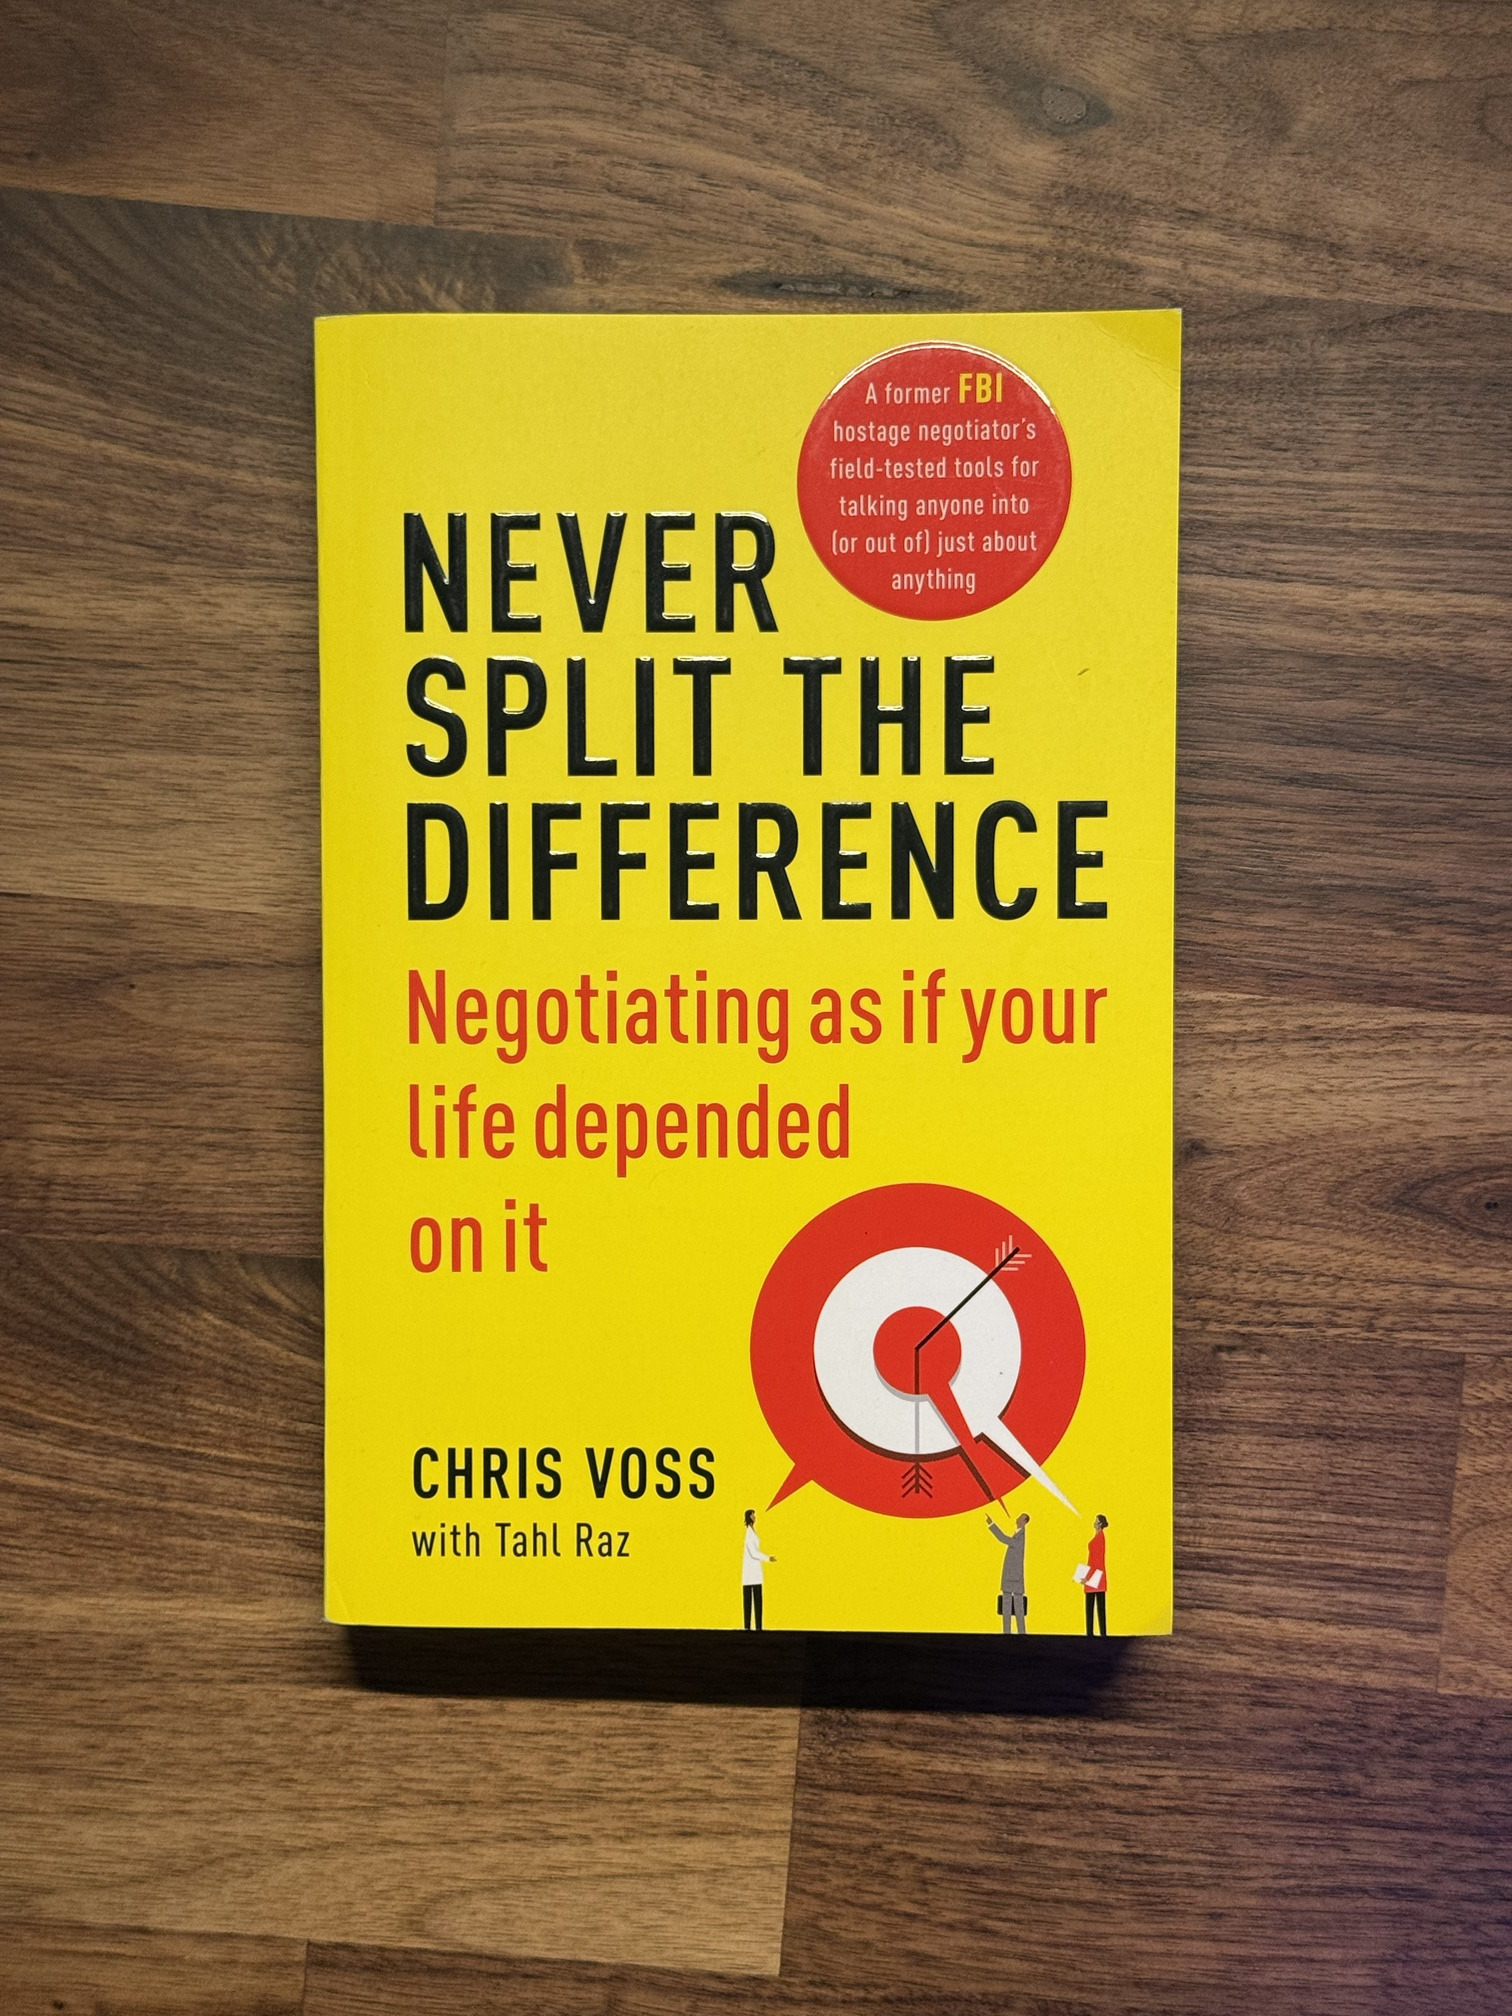 A former FBI
hostage negotiator's
field-tested tools for
talking anyone into
(or out of) just about
anything
NEVER
SPLIT THE
DIFFERENCE
Negotiating as if your
life depended
on it
CHRIS VOSS
with Tahl Raz